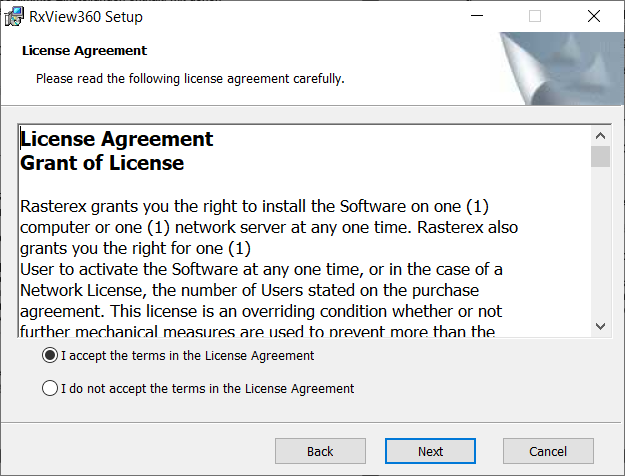 RxView360 Setup
License Agreement
Please read the following license agreement carefully.
License Agreement
Grant of License
Rasterex grants you the right to install the Software on one (1)
computer or one (1) network server at any one time. Rasterex also
grants you the right for one (1)
User to activate the Software at any one time, or in the case of a
Network License, the number of Users stated on the purchase
agreement. This license is an overriding condition whether or not
further mechanical measures are used to prevent more than the
I accept the terms in the License Agreement
I do not accept the terms in the License Agreement
Back
Next
Cancel